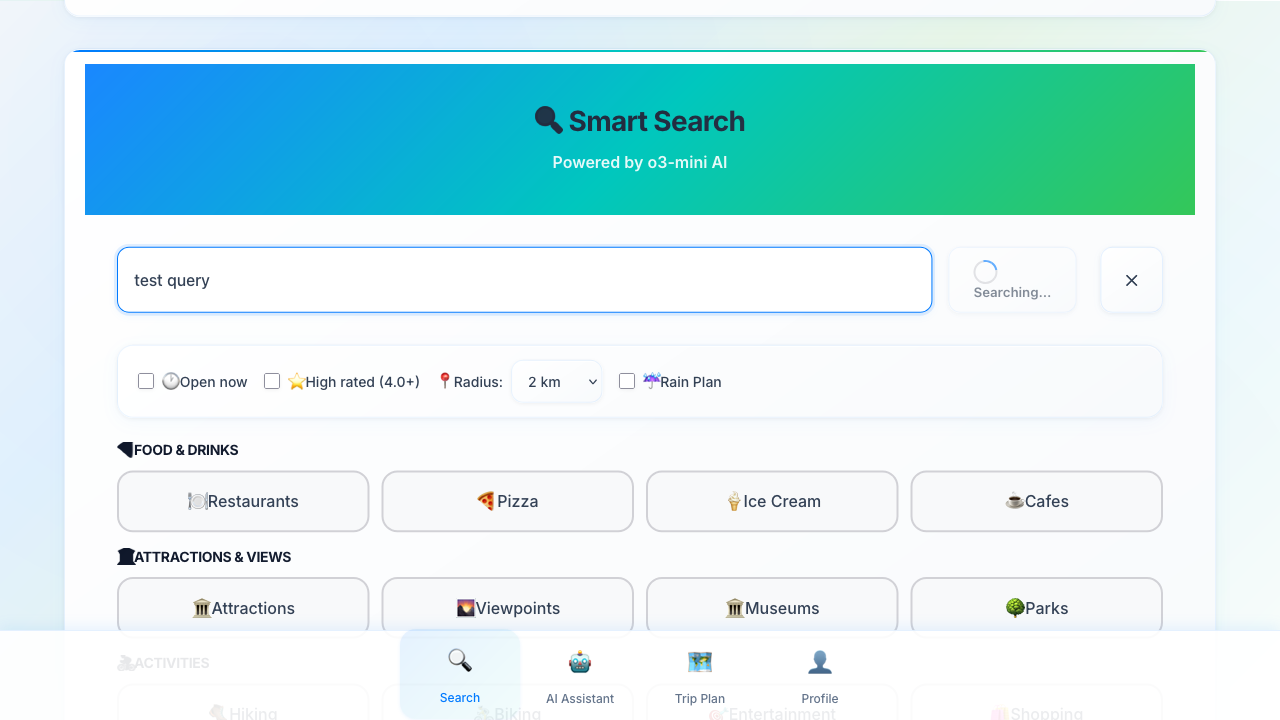 Smart Search
Powered by o3-mini AI
test query
Searching...
Open now
High rated (4.0+)
Radius:
2 km
Rain Plan
FOOD & DRINKS
Restaurants
Pizza
Ice Cream
Cafes
ATTRACTIONS & VIEWS
Attractions
Viewpoints
Museums
Parks
ACTIVITIES
Hiking
Biking
Entertainment
Shopping
Search
AI Assistant
Trip Plan
Profile